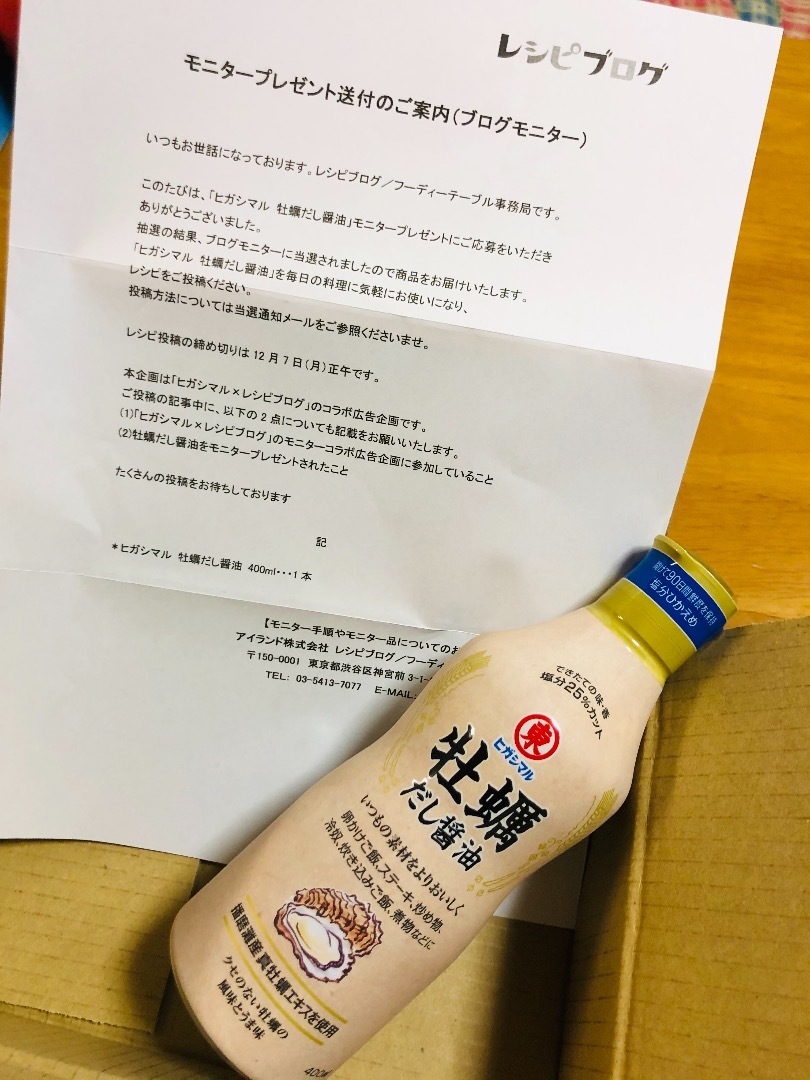 レシピブログ
モニタープレゼント送付のご案内（ブログモニター）
いつもお世話になっております。レシピブログ／フーディーテーブル事務局です。
このたびは、「ヒガシマル 牡蠣だし醤油」モニタープレゼントにご応募をいただき
ありがとうございました。
抽選の結果、ブログモニターに当選されましたので商品をお届けいたします。
「ヒガシマル 牡蠣だし醤油」を毎日の料理に気軽にお使いになり、
レシピをご投稿ください。
投稿方法については当選通知メールをご参照くださいませ。
レシピ投稿の締め切りは 12 月 7 日（月）正午です。
本企画は「ヒガシマル×レシピブログ」のコラボ広告企画です。
ご投稿の記事中に、以下の 2 点についても記載をお願いいたします。
(1)「ヒガシマル×レシピブログ」のモニターコラボ広告企画に参加していること
(2)牡蠣だし醤油をモニタープレゼントされたこと
たくさんの投稿をお待ちしております
記
＊ヒガシマル 牡蠣だし醤油 400ml・・・1 本
【モニター手順やモニター品についてのお
アイランド株式会社 レシピブログ／フーディ
〒150-0001 東京都渋谷区神宮前 3-1-
TEL: 03-5413-7077 E-MAIL:
90日間鮮度を保持
塩分ひかえめ
できたての味・香
塩分25%カット
東
ヒガシマル
牡蠣
だし醤油
いつもの素材をよりおいしく
卵かけご飯、ステーキ、炒め物、
冷奴、炊き込みご飯、煮物などに
播磨灘産真牡蠣エキスを使用
クセのない牡蠣の
風味とうま味
400